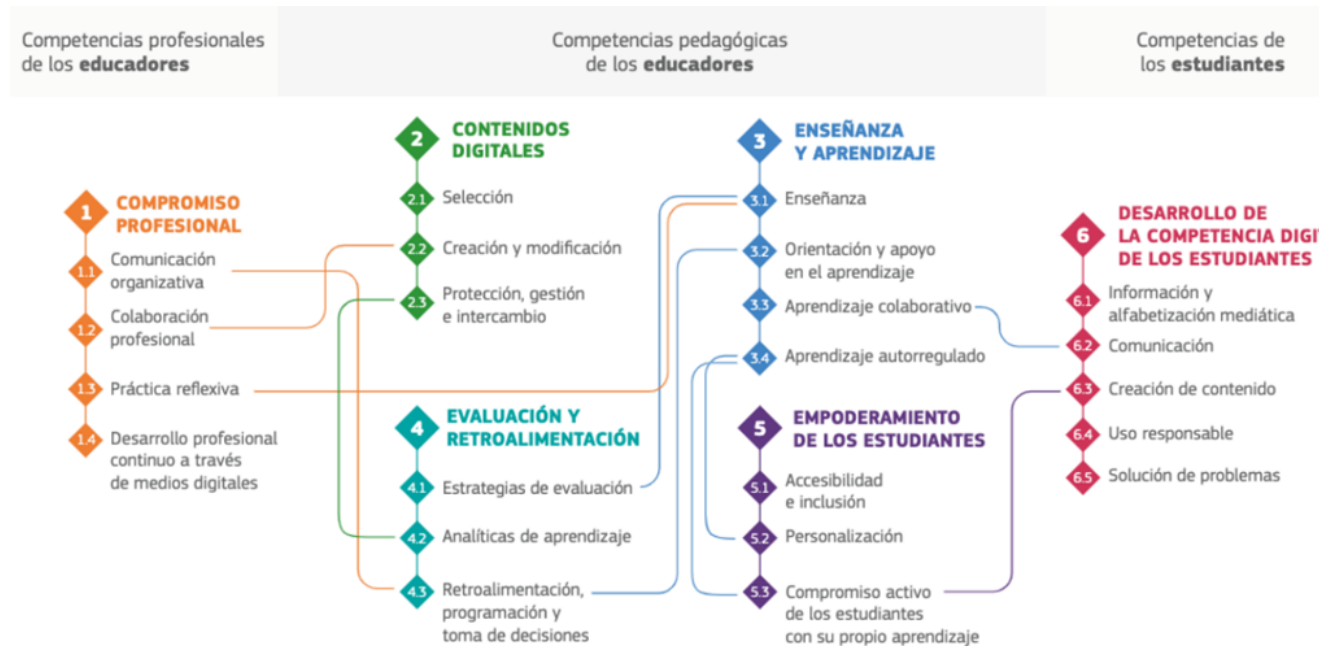 Competencias profesionales
de los educadores
Competencias pedagógicas
de los educadores
Competencias de
los estudiantes
1
COMPROMISO
PROFESIONAL
1.1
Comunicación
organizativa
1.2
Colaboración
profesional
1.3
Práctica reflexiva
1.4
Desarrollo profesional
continuo a través
de medios digitales
2
CONTENIDOS
DIGITALES
2.1
Selección
2.2
Creación y modificación
2.3
Protección, gestión
e intercambio
4
EVALUACIÓN Y
RETROALIMENTACIÓN
4.1
Estrategias de evaluación
4.2
Analíticas de aprendizaje
4.3
Retroalimentación,
programación y
toma de decisiones
3
ENSEÑANZA
Y APRENDIZAJE
3.1
Enseñanza
3.2
Orientación y apoyo
en el aprendizaje
3.3
Aprendizaje colaborativo
3.4
Aprendizaje autorregulado
5
EMPODERAMIENTO
DE LOS ESTUDIANTES
5.1
Accesibilidad
e inclusión
5.2
Personalización
5.3
Compromiso activo
de los estudiantes
con su propio aprendizaje
6
DESARROLLO DE
LA COMPETENCIA DIGI
DE LOS ESTUDIANTES
6.1
Información y
alfabetización mediática
6.2
Comunicación
6.3
Creación de contenido
6.4
Uso responsable
6.5
Solución de problemas